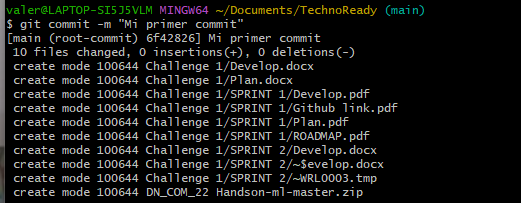 valer@LAPTOP-SI5J5VLM MINGW64 ~/Documents/TechnoReady (main)
$ git commit -m "Mi primer commit"
[main (root-commit) 6f42826] Mi primer commit
 10 files changed, 0 insertions(+), 0 deletions(-)
 create mode 100644 Challenge 1/Develop.docx
 create mode 100644 Challenge 1/Plan.docx
 create mode 100644 Challenge 1/SPRINT 1/Develop.pdf
 create mode 100644 Challenge 1/SPRINT 1/Github link.pdf
 create mode 100644 Challenge 1/SPRINT 1/Plan.pdf
 create mode 100644 Challenge 1/SPRINT 1/ROADMAP.pdf
 create mode 100644 Challenge 1/SPRINT 2/Develop.docx
 create mode 100644 Challenge 1/SPRINT 2/~$evelop.docx
 create mode 100644 Challenge 1/SPRINT 2/~WRL0003.tmp
 create mode 100644 DN_COM_22 Handson-ml-master.zip